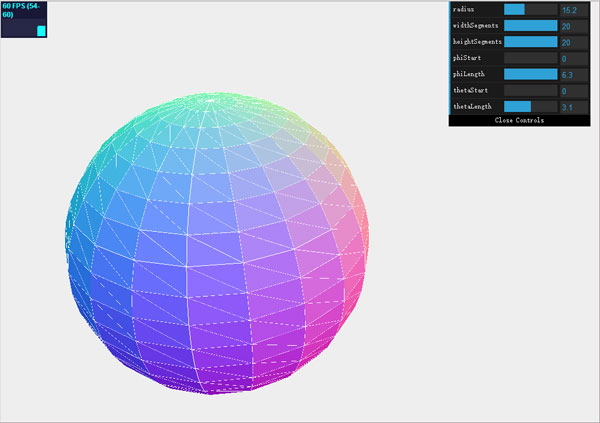 60 FPS (54-
60)
radius 15.2
widthSegments 20
heightSegments 20
phiStart 0
phiLength 6.3
thetaStart 0
thetaLength 3.1
Close Controls